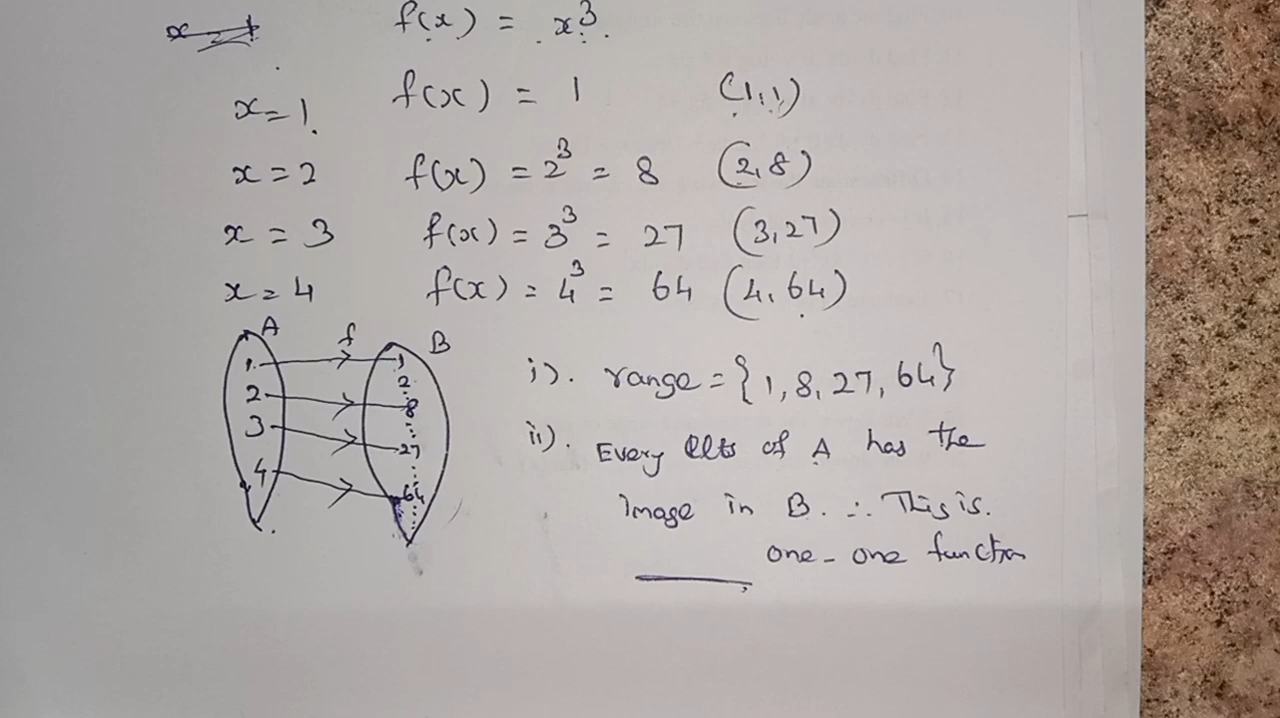 f(x) = x³.
x=1. f(x) = 1 (1,1)
x=2 f(x) = 2³ = 8 (2,8)
x = 3 f(x) = 3³ = 27 (3,27)
x=4 f(x) = 4³ = 64 (4,64)
A f B
1. 1
2 2
8
3 27
4 64
i). range = {1, 8, 27, 64}
ii). Every elts of A has the
Image in B. ∴ This is.
one-one function